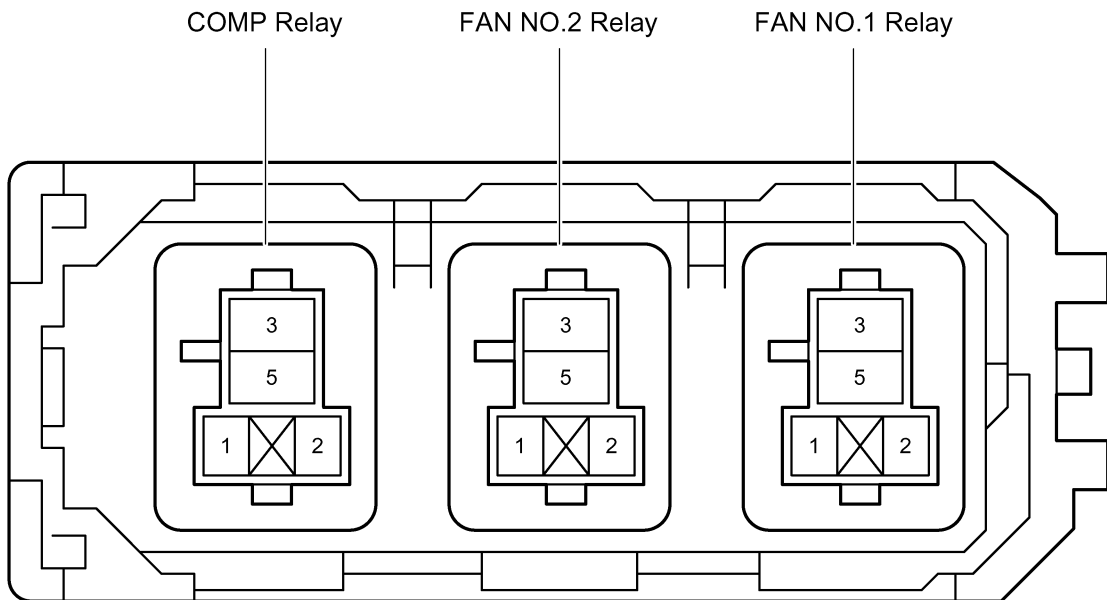 COMP Relay FAN NO.2 Relay FAN NO.1 Relay
3 3 3
5 5 5
1 2 1 2 1 2